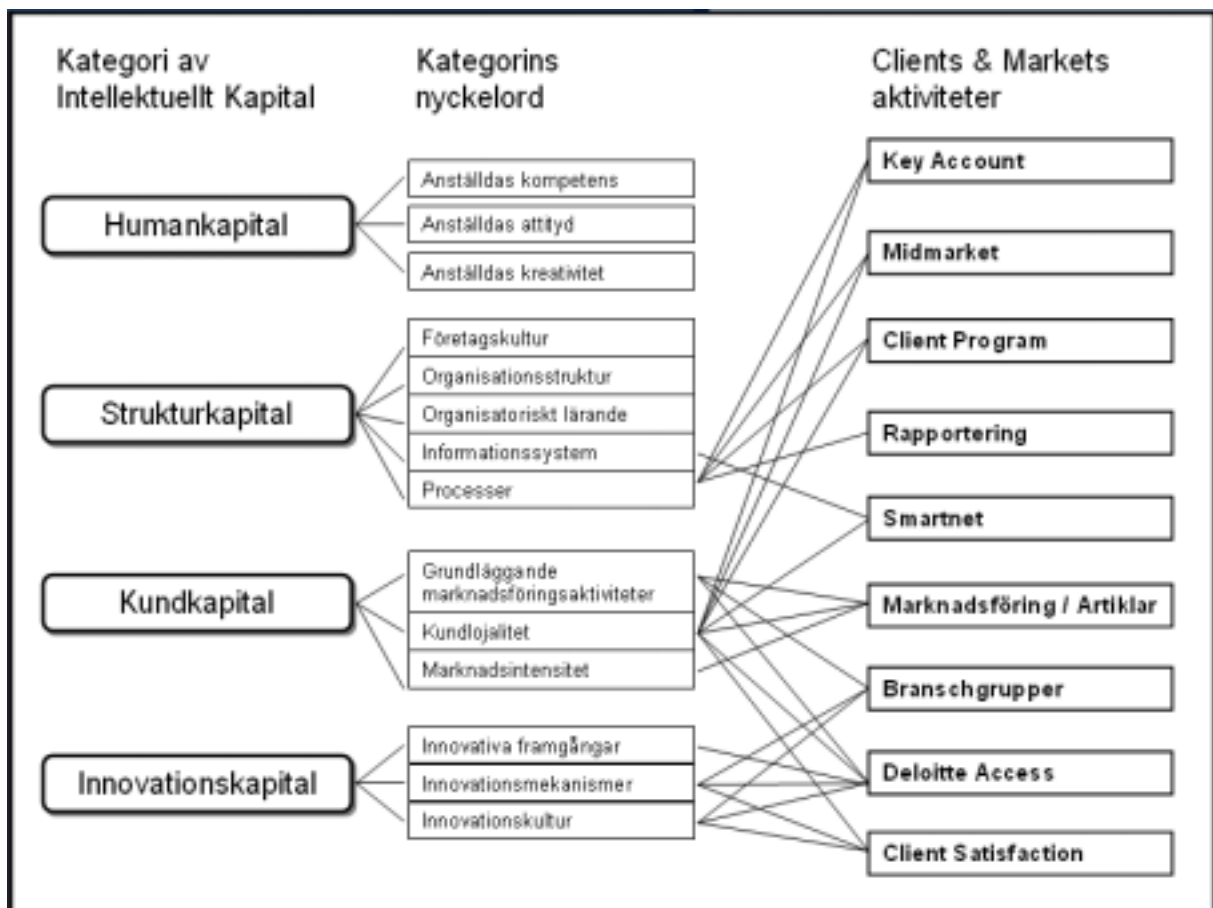 Kategori av
Intellektuellt Kapital
Kategorins
nyckelord
Clients & Markets
aktiviteter
Humankapital
Anställdas kompetens
Anställdas attityd
Anställdas kreativitet
Strukturkapital
Företagskultur
Organisationsstruktur
Organisatoriskt lärande
Informationssystem
Processer
Kundkapital
Grundläggande
marknadsföringsaktiviteter
Kundlojalitet
Marknadsintensitet
Innovationskapital
Innovativa framgångar
Innovationsmekanismer
Innovationskultur
Key Account
Midmarket
Client Program
Rapportering
Smartnet
Marknadsföring / Artiklar
Branschgrupper
Deloitte Access
Client Satisfaction